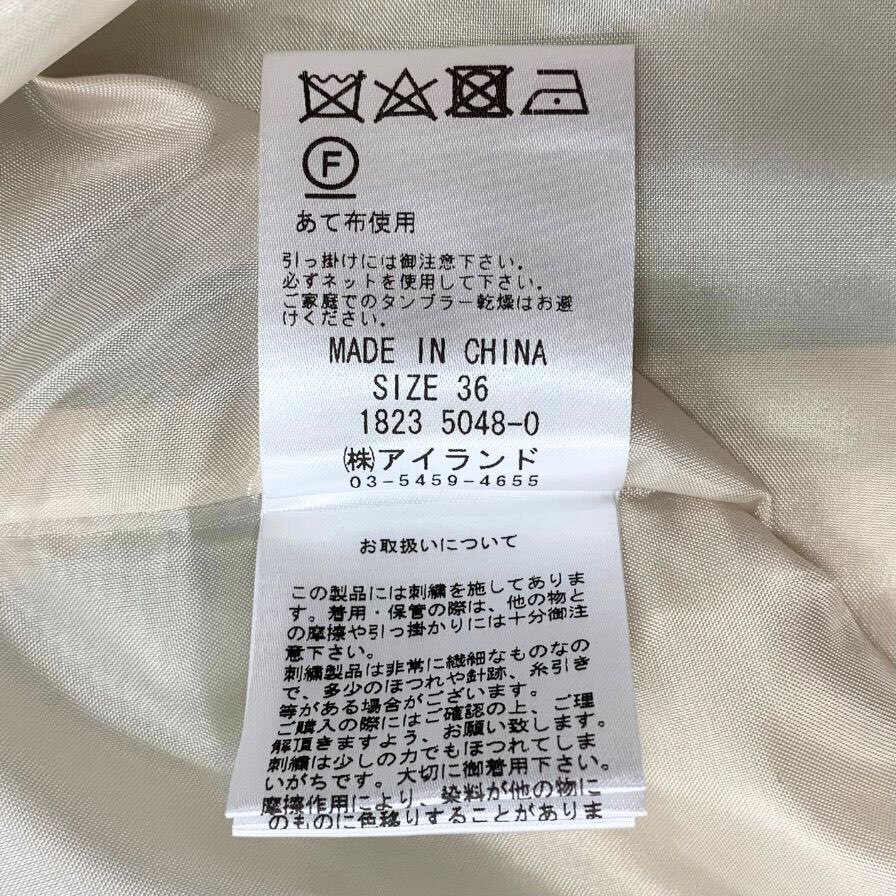 F
あて布使用
引っ掛けには御注意下さい。
必ずネットを使用して下さい。
ご家庭でのタンブラー乾燥はお避
けください。
MADE IN CHINA
SIZE 36
1823 5048-0
㈱アイランド
03-5459-4655
お取扱いについて
この製品には刺繍を施してありま
す。着用・保管の際は、他の物と
の摩擦や引っ掛かりには十分御注
意下さい。
刺繍製品は非常に繊細なものなの
で、多少のほつれや針跡、糸引き
等がある場合がございます。
ご購入の際にはご確認の上、ご理
解頂きますよう、お願い致します。
刺繍は少しの力でもほつれてしま
いがちです。大切に御着用下さい。
摩擦作用により、染料が他の物に
のものに色移りすることがありま